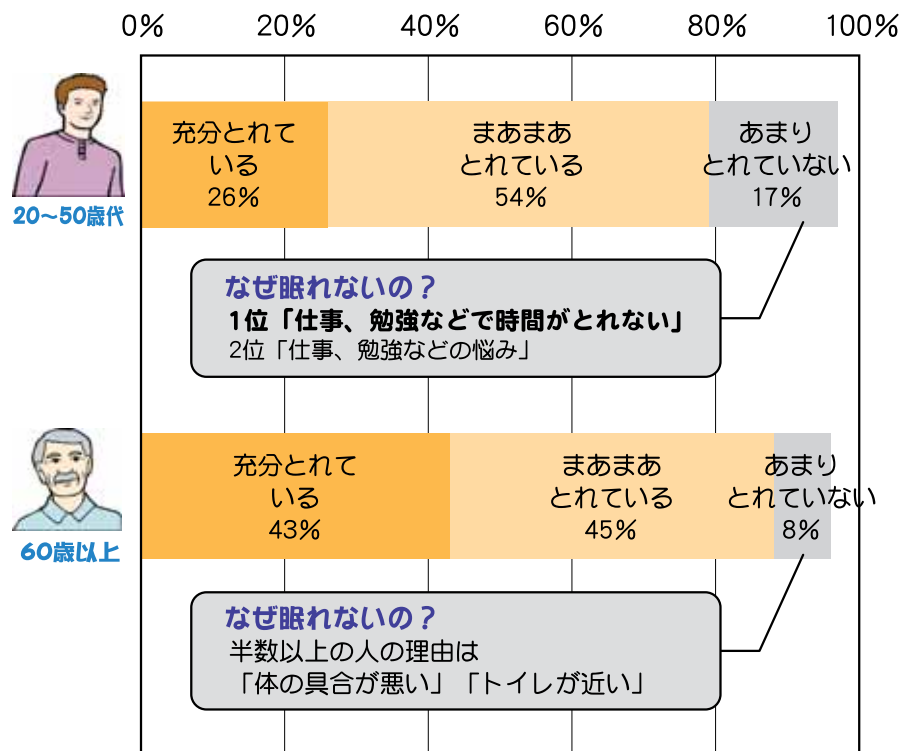 0% 20% 40% 60% 80% 100%
充分とれて
いる
26%
まあまあ
とれている
54%
あまり
とれていない
17%
20〜50歳代
なぜ眠れないの？
1位「仕事、勉強などで時間がとれない」
2位「仕事、勉強などの悩み」
充分とれて
いる
43%
まあまあ
とれている
45%
あまり
とれていない
8%
60歳以上
なぜ眠れないの？
半数以上の人の理由は
「体の具合が悪い」「トイレが近い」